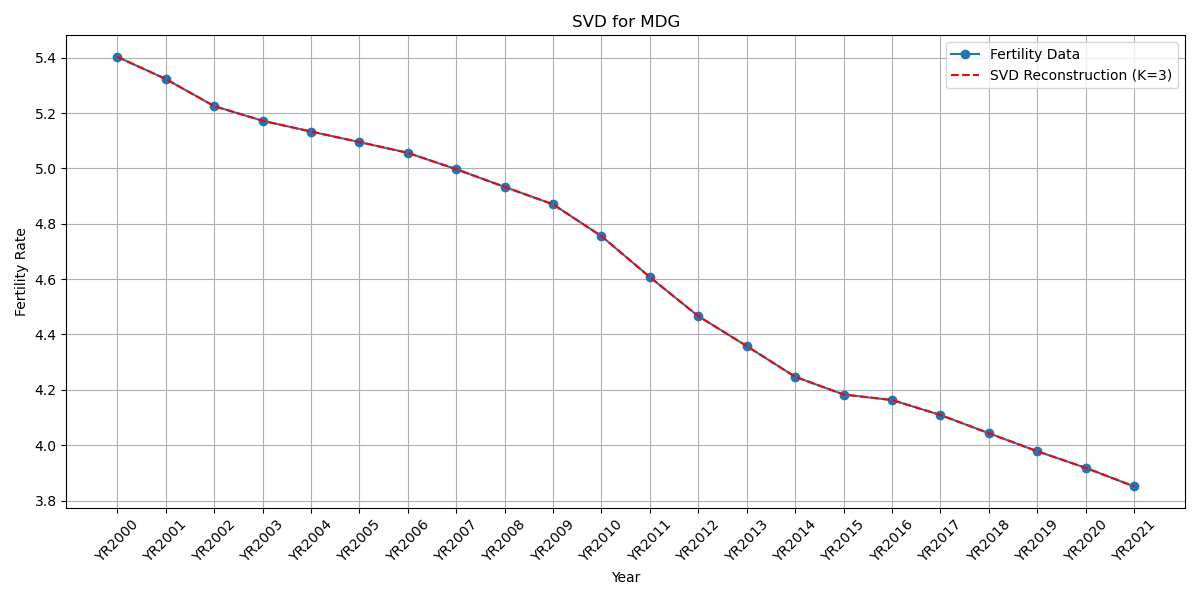 SVD for MDG
Fertility Data
SVD Reconstruction (K=3)
Fertility Rate
5.4
5.2
5.0
4.8
4.6
4.4
4.2
4.0
3.8
YR2000
YR2001
YR2002
YR2003
YR2004
YR2005
YR2006
YR2007
YR2008
YR2009
YR2010
YR2011
YR2012
YR2013
YR2014
YR2015
YR2016
YR2017
YR2018
YR2019
YR2020
YR2021
Year